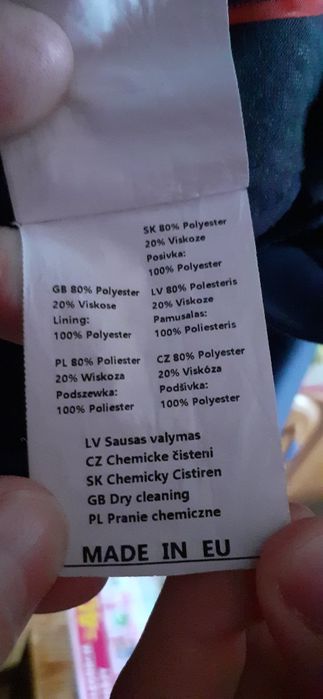 SK 80% Polyester
20% Viskoze
Posivka:
100% Polyester
GB 80% Polyester
20% Viskose
Lining:
100% Polyester
LV 80% Polesteris
20% Viskoze
Pamusalas:
100% Poliesteris
PL 80% Poliester
20% Wiskoza
Podszewka:
100% Poliester
CZ 80% Polyester
20% Viskóza
Podšivka:
100% Polyester
LV Sausas valymas
CZ Chemicke čisteni
SK Chemicky Cistiren
GB Dry cleaning
PL Pranie chemiczne
MADE IN EU